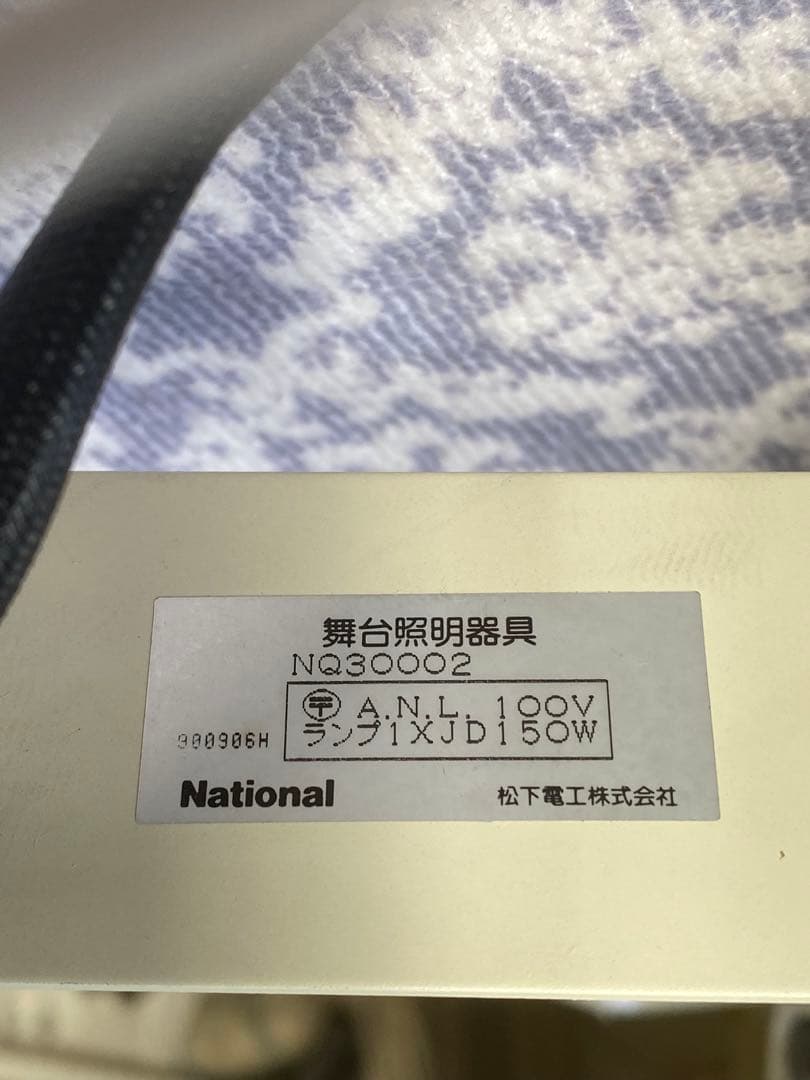 舞台照明器具
NQ30002
〶 A.N.L. 100V
ランプ1XJD150W
900906H
National
松下電工株式会社